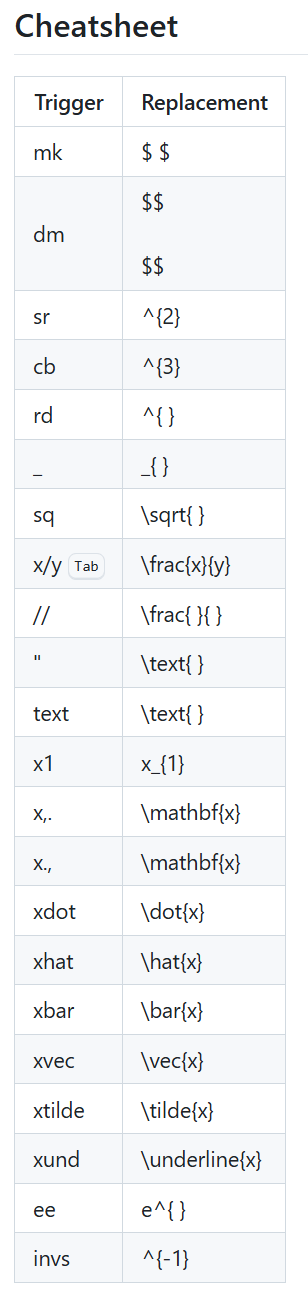 Cheatsheet
Trigger Replacement
mk $ $
dm $$
$$
sr ^{2}
cb ^{3}
rd ^{ }
_ _{ }
sq \sqrt{ }
x/y Tab \frac{x}{y}
// \frac{ }{ }
" \text{ }
text \text{ }
x1 x_{1}
x,. \mathbf{x}
x., \mathbf{x}
xdot \dot{x}
xhat \hat{x}
xbar \bar{x}
xvec \vec{x}
xtilde \tilde{x}
xund \underline{x}
ee e^{ }
invs ^{-1}